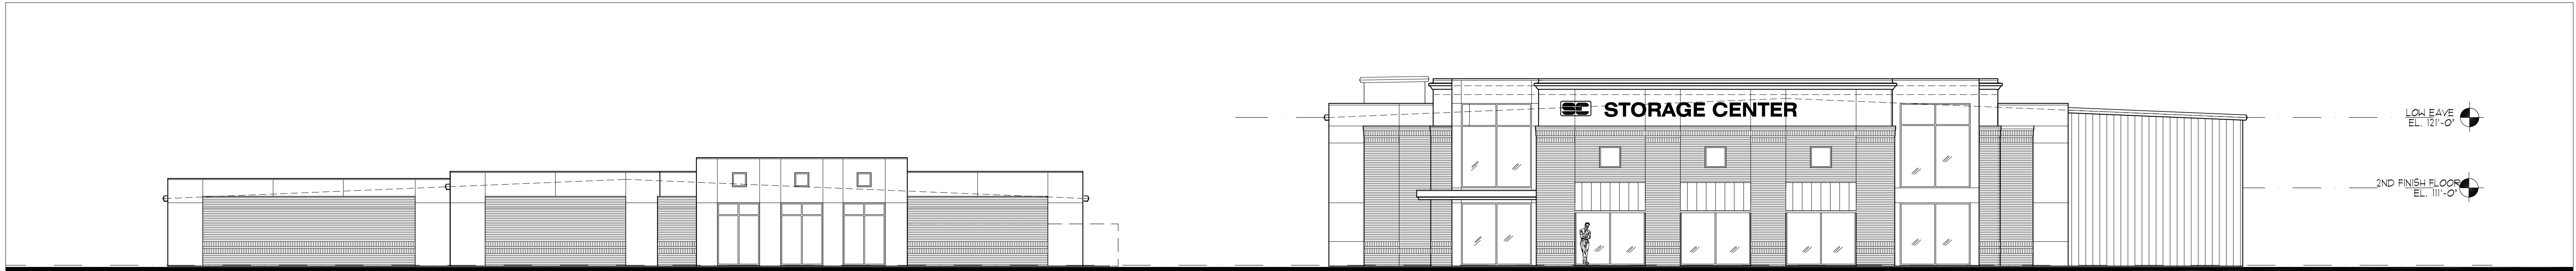 SC STORAGE CENTER
LOW EAVE
EL. 121'-0"
2ND FINISH FLOOR
EL. 111'-0"